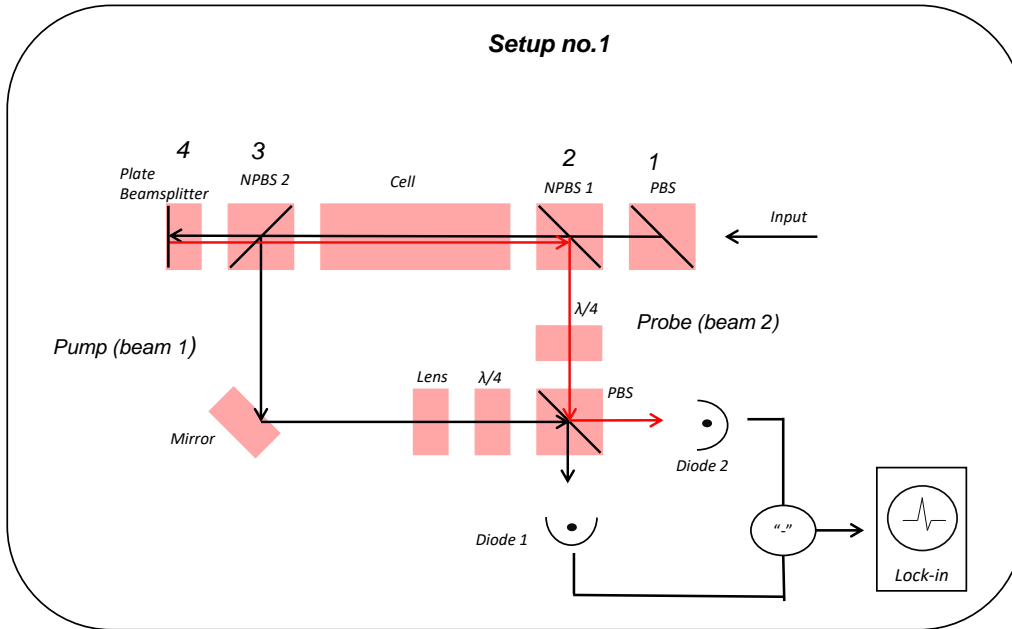 Setup no.1
4
3
2
1
Plate
Beamsplitter
NPBS 2
Cell
NPBS 1
PBS
Input
λ/4
Probe (beam 2)
Pump (beam 1)
Lens
λ/4
PBS
Mirror
Diode 2
Diode 1
“-”
Lock-in